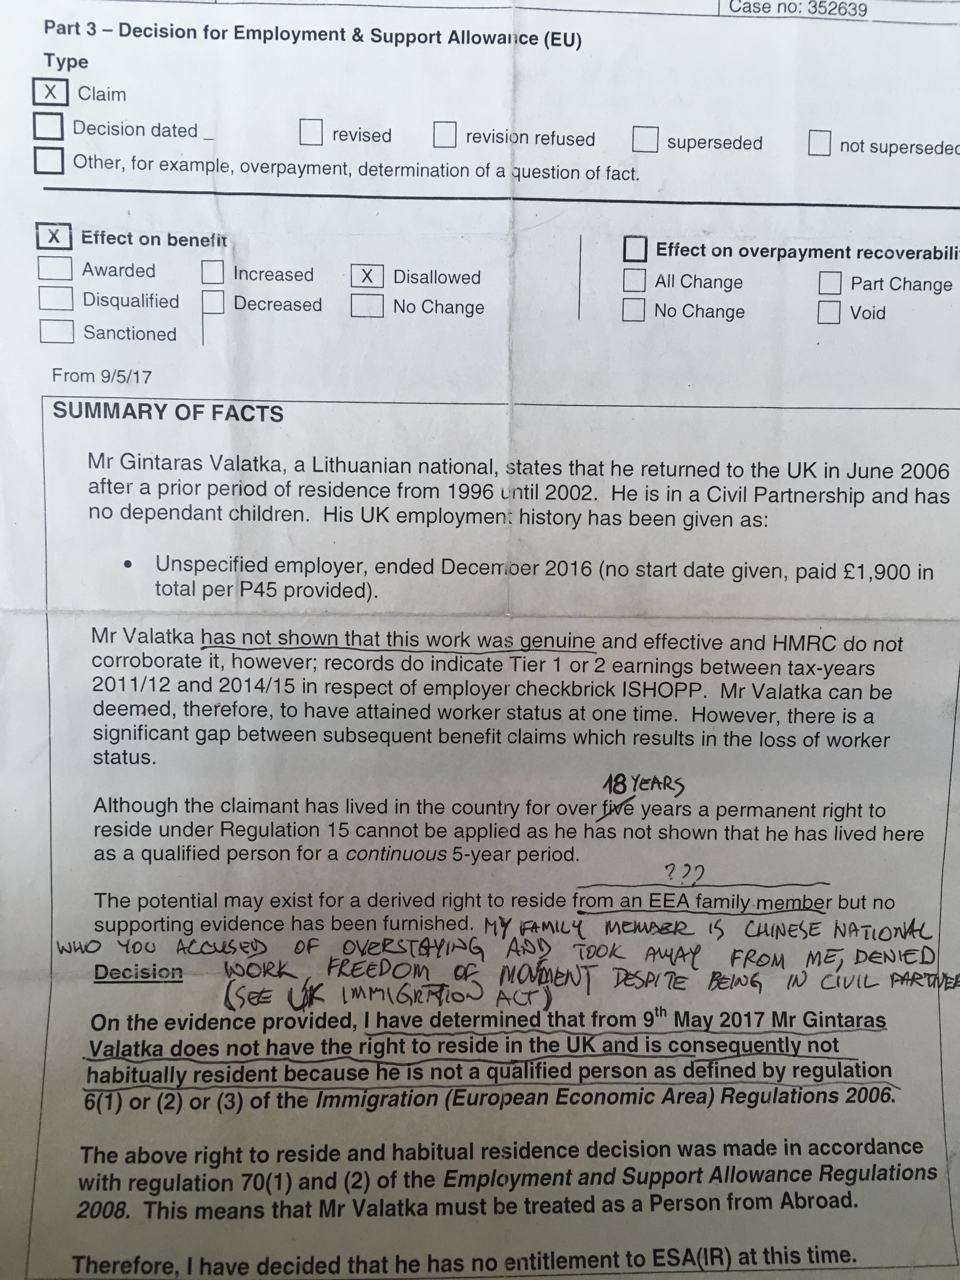 Case no: 352639
Part 3 – Decision for Employment & Support Allowance (EU)
Type
X Claim
Decision dated _ revised revision refused superseded not superseded
Other, for example, overpayment, determination of a question of fact.
X Effect on benefit Effect on overpayment recoverabili
Awarded Increased X Disallowed All Change Part Change
Disqualified Decreased No Change No Change Void
Sanctioned
From 9/5/17
SUMMARY OF FACTS
Mr Gintaras Valatka, a Lithuanian national, states that he returned to the UK in June 2006
after a prior period of residence from 1996 until 2002. He is in a Civil Partnership and has
no dependant children. His UK employment history has been given as:
• Unspecified employer, ended December 2016 (no start date given, paid £1,900 in
total per P45 provided).
Mr Valatka has not shown that this work was genuine and effective and HMRC do not
corroborate it, however; records do indicate Tier 1 or 2 earnings between tax-years
2011/12 and 2014/15 in respect of employer checkbrick ISHOPP. Mr Valatka can be
deemed, therefore, to have attained worker status at one time. However, there is a
significant gap between subsequent benefit claims which results in the loss of worker
status.
18 YEARS
Although the claimant has lived in the country for over five years a permanent right to
reside under Regulation 15 cannot be applied as he has not shown that he has lived here
as a qualified person for a continuous 5-year period.
???
The potential may exist for a derived right to reside from an EEA family member but no
supporting evidence has been furnished. MY FAMILY MEMBER IS CHINESE NATIONAL
WHO YOU ACCUSED OF OVERSTAYING AND TOOK AWAY FROM ME, DENIED
Decision WORK, FREEDOM OF MOVMENT DESPITE BEING IN CIVIL PARTNER
(SEE UK IMMIGRATION ACT)
On the evidence provided, I have determined that from 9th May 2017 Mr Gintaras
Valatka does not have the right to reside in the UK and is consequently not
habitually resident because he is not a qualified person as defined by regulation
6(1) or (2) or (3) of the Immigration (European Economic Area) Regulations 2006.
The above right to reside and habitual residence decision was made in accordance
with regulation 70(1) and (2) of the Employment and Support Allowance Regulations
2008. This means that Mr Valatka must be treated as a Person from Abroad.
Therefore, I have decided that he has no entitlement to ESA(IR) at this time.